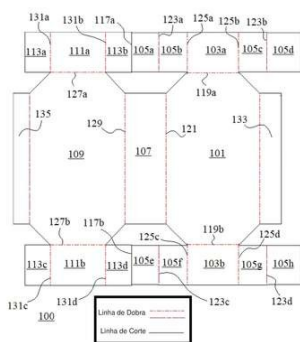 131a 131b 117a 123a 125a 125b 123b
113a 111a 113b 105a 105b 103a 105c 105d
127a 119a
135 129 121 133
109 107 101
127b 117b 125c 119b 125d
113c 111b 113d 105e 105f 103b 105g 105h
131c 131d 123c 123d
100
Linha de Dobra
Linha de Corte